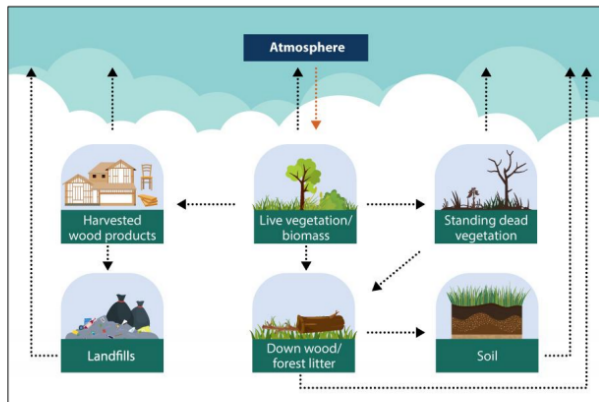 Atmosphere
Harvested
wood products
Live vegetation/
biomass
Standing dead
vegetation
Landfills
Down wood/
forest litter
Soil